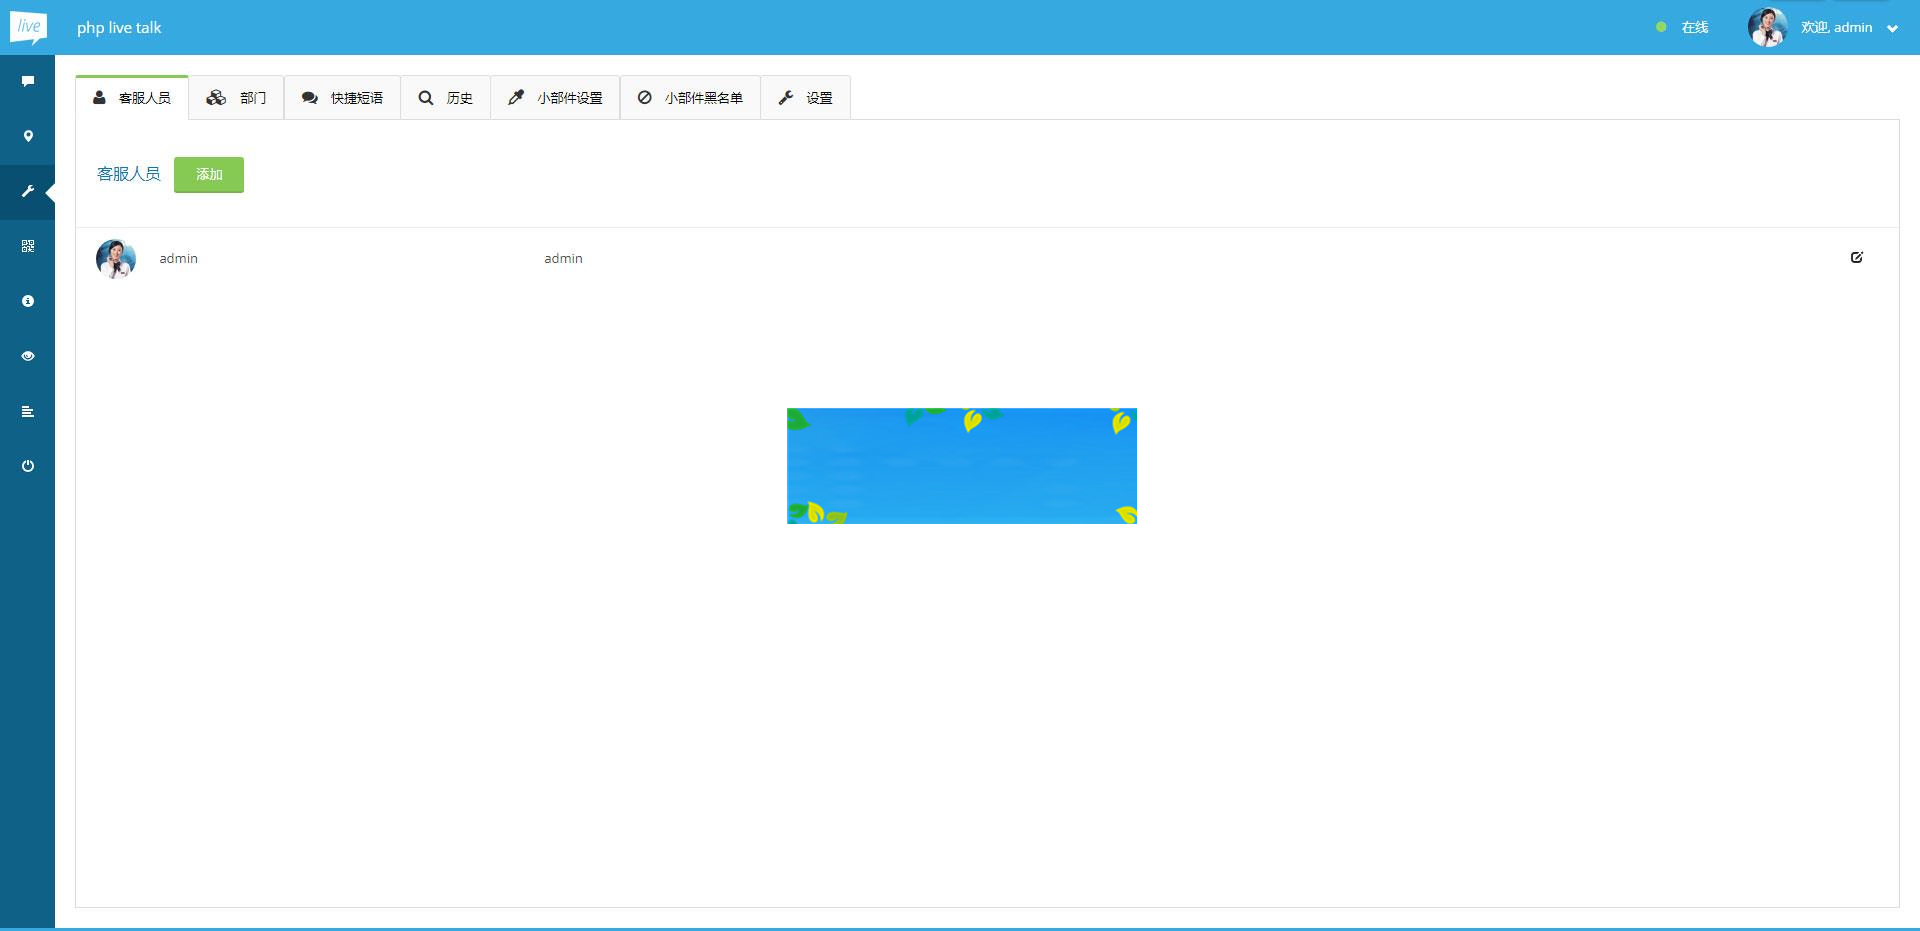 live
php live talk
在线
欢迎, admin
客服人员
部门
快捷短语
历史
小部件设置
小部件黑名单
设置
客服人员
添加
admin
admin